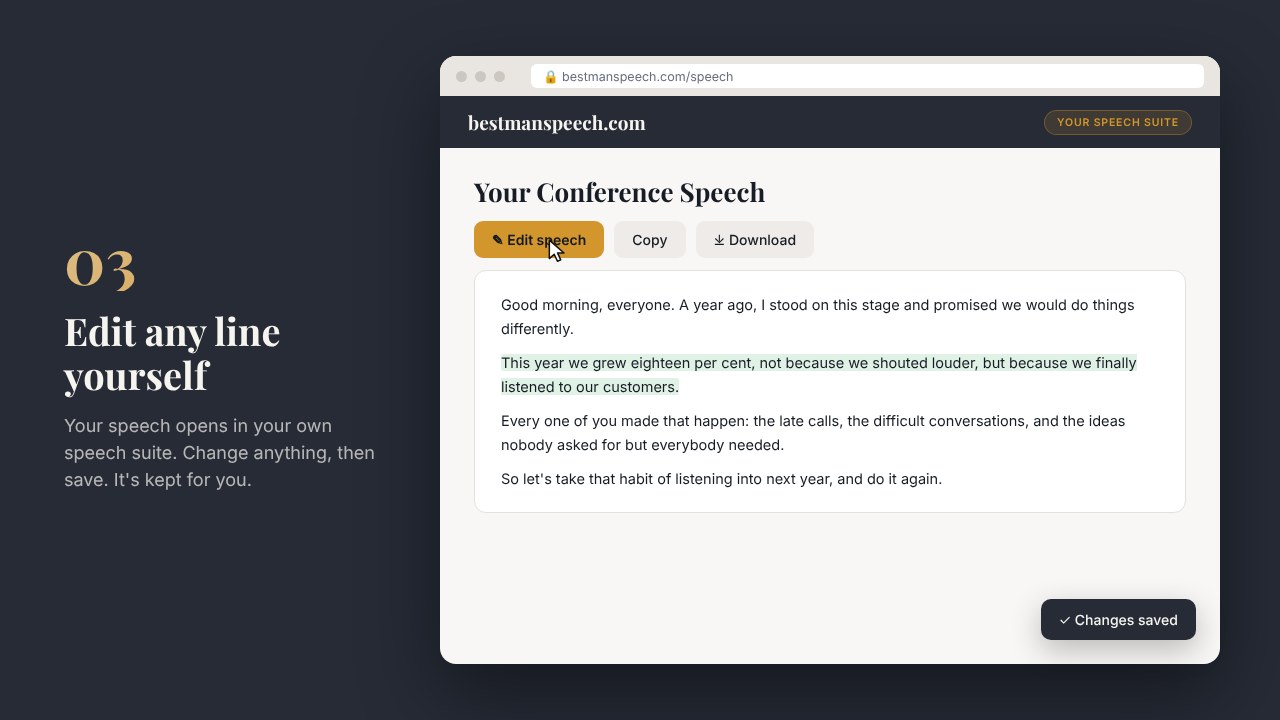 03
Edit any line
yourself
Your speech opens in your own
speech suite. Change anything, then
save. It's kept for you.
🔒 bestmanspeech.com/speech
bestmanspeech.com
YOUR SPEECH SUITE
Your Conference Speech
✎ Edit speech
Copy
Download
Good morning, everyone. A year ago, I stood on this stage and promised we would do things
differently.
This year we grew eighteen per cent, not because we shouted louder, but because we finally
listened to our customers.
Every one of you made that happen: the late calls, the difficult conversations, and the ideas
nobody asked for but everybody needed.
So let's take that habit of listening into next year, and do it again.
✓ Changes saved